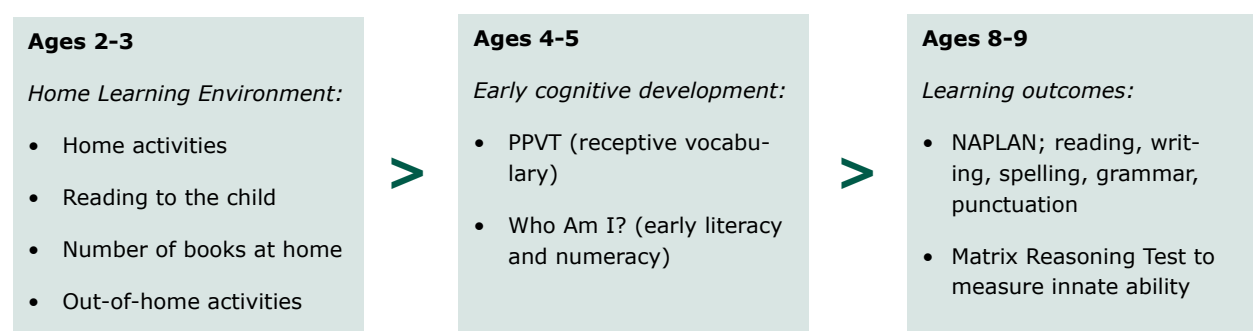 Ages 2-3
Home Learning Environment:
• Home activities
• Reading to the child
• Number of books at home
• Out-of-home activities
>
Ages 4-5
Early cognitive development:
• PPVT (receptive vocabu-
lary)
• Who Am I? (early literacy
and numeracy)
>
Ages 8-9
Learning outcomes:
• NAPLAN; reading, writ-
ing, spelling, grammar,
punctuation
• Matrix Reasoning Test to
measure innate ability